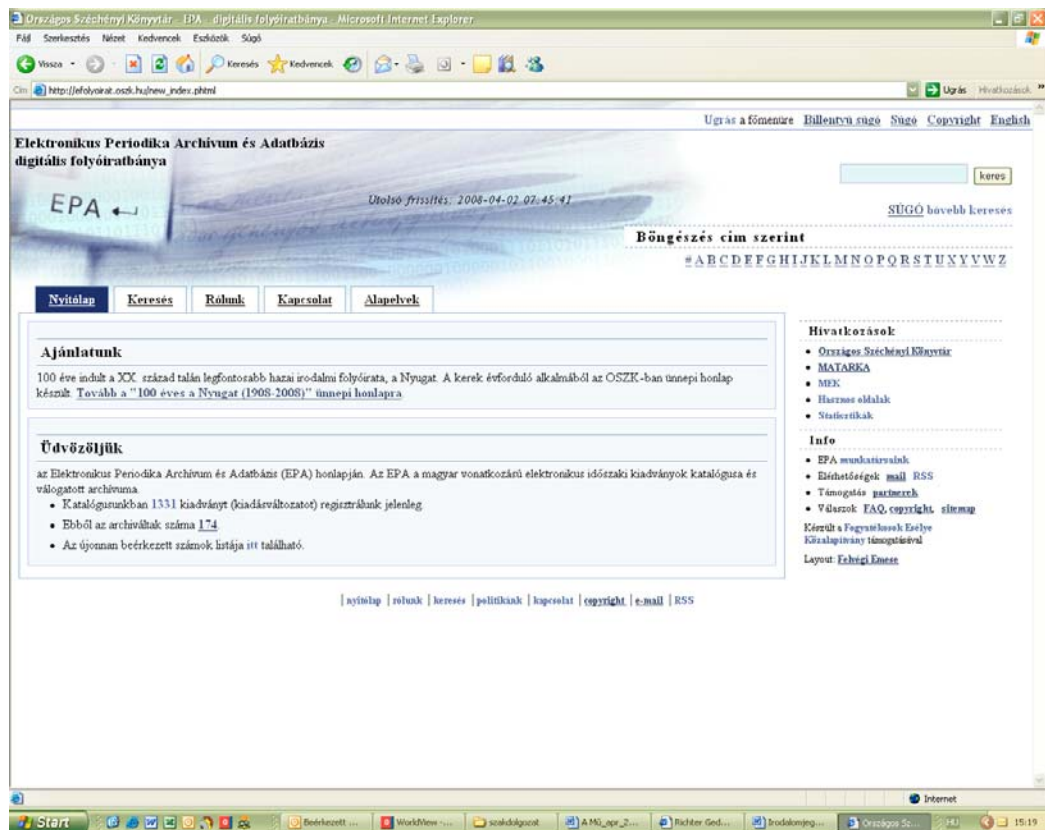 Országos Széchényi Könyvtár - EPA - digitális folyóiratbánya - Microsoft Internet Explorer
Fájl Szerkesztés Nézet Kedvencek Eszközök Súgó
Vissza Keresés Kedvencek
Cím http://efolyoirat.oszk.hu/new_index.phtml Ugrás Hivatkozások »
Ugrás a főmenüre Billentyű súgó Súgó Copyright English
Elektronikus Periodika Archívum és Adatbázis
digitális folyóiratbánya
keres
EPA
Utolsó frissítés: 2008-04-02 07:45:41
SÚGÓ bővebb keresés
Böngészés cím szerint
# A B C D E F G H I J K L M N O P Q R S T U X Y V W Z
Nyitólap Keresés Rólunk Kapcsolat Alapelvek
Ajánlatunk
100 éve indult a XX. század talán legfontosabb hazai irodalmi folyóirata, a Nyugat. A kerek évforduló alkalmából az OSZK-ban ünnepi honlap
készült. Tovább a "100 éves a Nyugat (1908-2008)" ünnepi honlapra
Üdvözöljük
az Elektronikus Periodika Archívum és Adatbázis (EPA) honlapján. Az EPA a magyar vonatkozású elektronikus időszaki kiadványok katalógusa és
válogatott archívuma.
• Katalógusunkban 1331 kiadványt (kiadásváltozatot) regisztrálunk jelenleg.
• Ebből az archiváltak száma 174.
• Az újonnan beérkezett számok listája itt található.
Hivatkozások
• Országos Széchényi Könyvtár
• MATARKA
• MEK
• Hasznos oldalak
• Statisztikák
Info
• EPA munkatársaink
• Elérhetőségek mail RSS
• Támogatás partnerek
• Válaszok FAQ, copyright, sitemap
Készült a Fogyatékosok Esélye
Közalapítvány támogatásával
Layout: Felvégi Emese
| nyitólap | rólunk | keresés | politikánk | kapcsolat | copyright | e-mail | RSS
Internet
Start Beérkezett ... WorldView -... szakdolgozat A Mű_apr_2... Richter Ged... Irodalomjeg... Országos Sz... HU 15:19